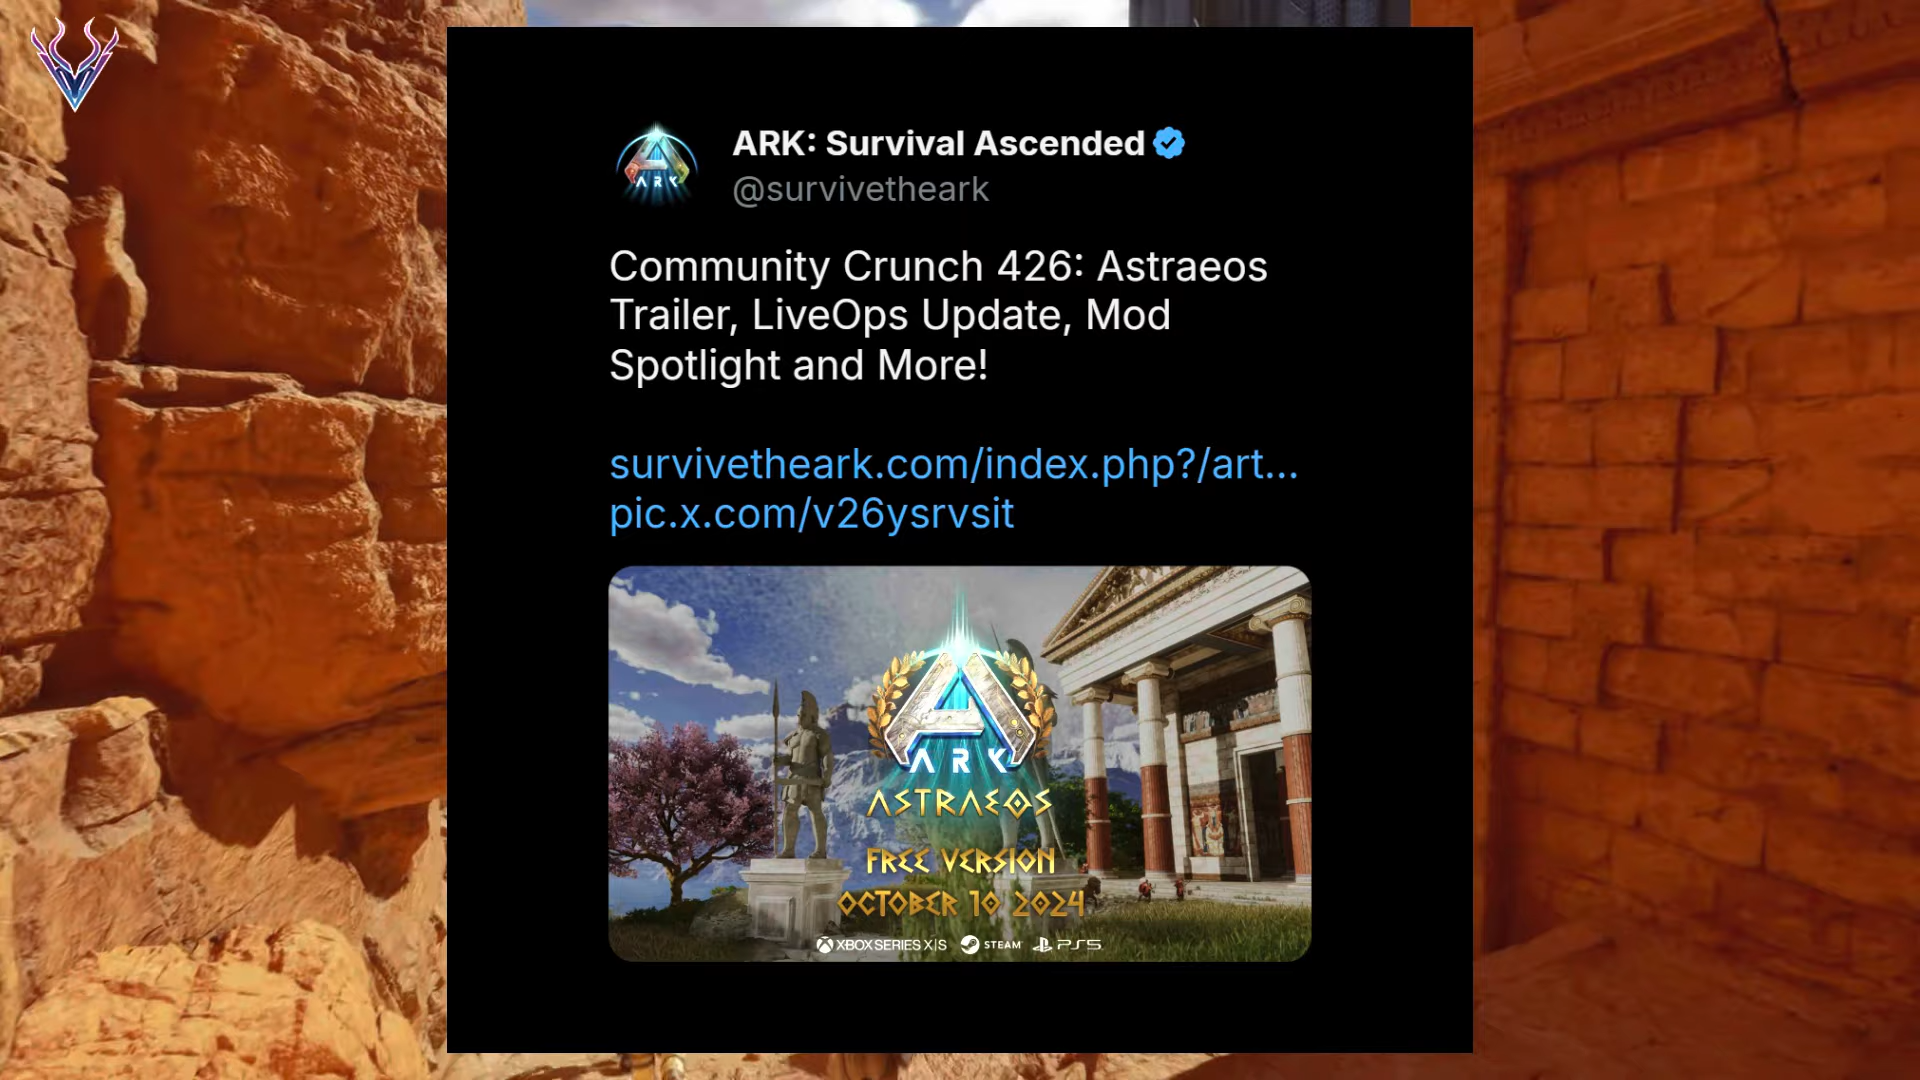 ARK: Survival Ascended
@survivetheark
Community Crunch 426: Astraeos
Trailer, LiveOps Update, Mod
Spotlight and More!
survivetheark.com/index.php?/art...
pic.x.com/v26ysrvsit
ARK
ASTRAEOS
FREE VERSION
OCTOBER 10 2024
XBOX SERIES X|S STEAM PS5